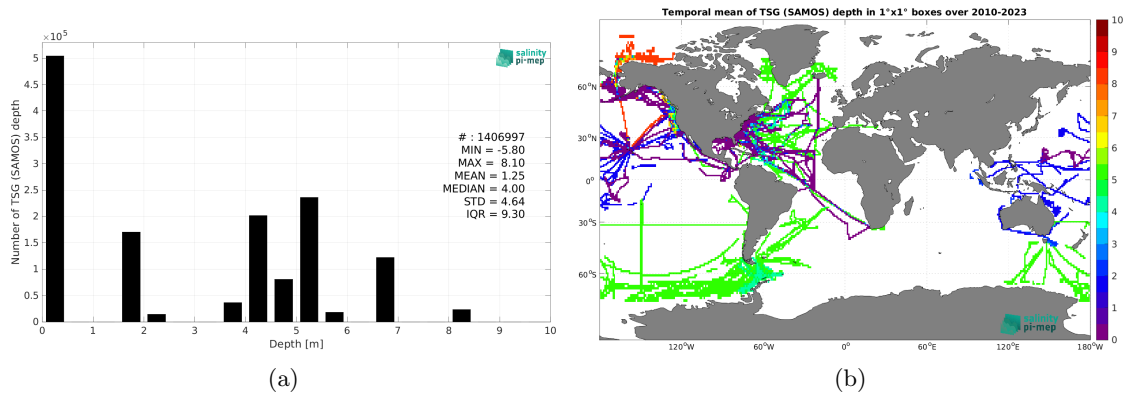 ×10⁵
5
4.5
4
3.5
3
2.5
2
1.5
1
0.5
0
Number of TSG (SAMOS) depth
0 1 2 3 4 5 6 7 8 9 10
Depth [m]
salinity
pi-mep
# : 1406997
MIN = -5.80
MAX = 8.10
MEAN = 1.25
MEDIAN = 4.00
STD = 4.64
IQR = 9.30
(a)
Temporal mean of TSG (SAMOS) depth in 1°x1° boxes over 2010-2023
60°N
30°N
0°
30°S
60°S
120°W 60°W 0° 60°E 120°E 180°W
salinity
pi-mep
10
9
8
7
6
5
4
3
2
1
0
(b)